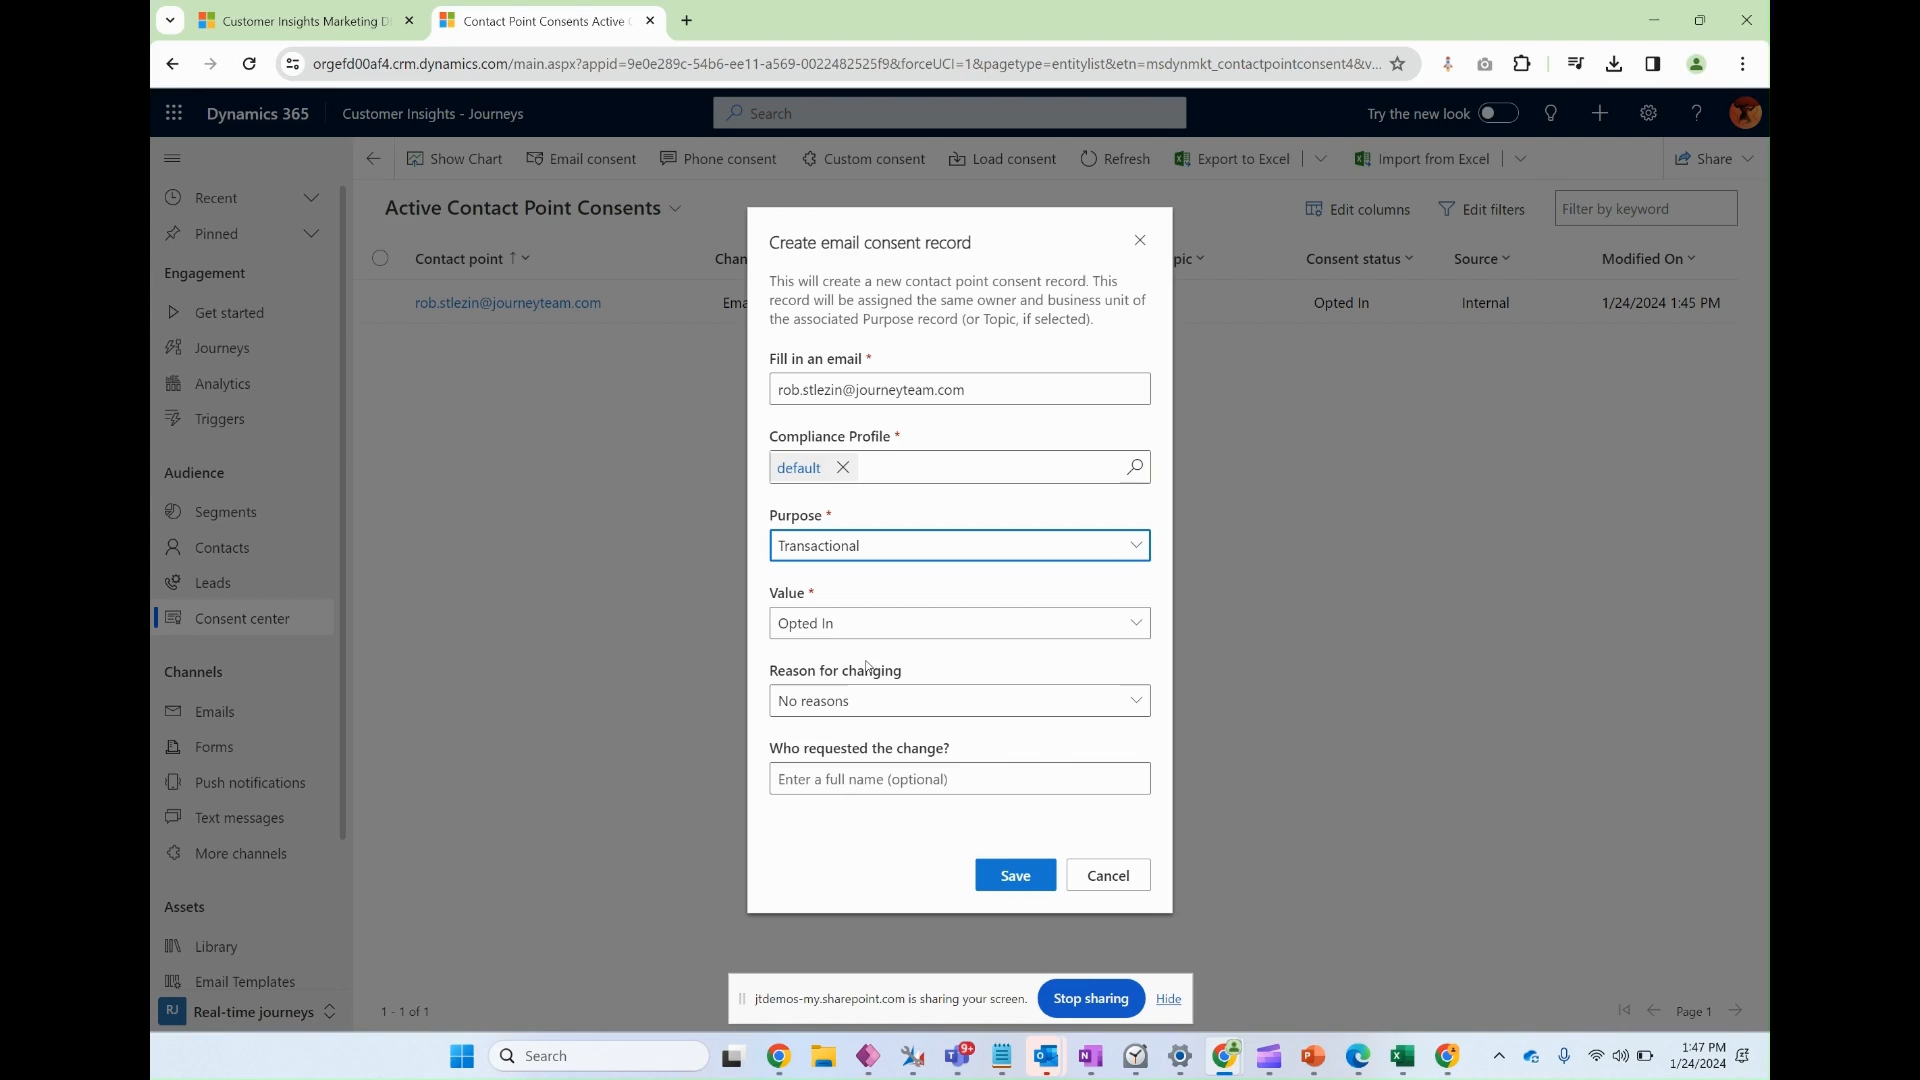 Customer Insights Marketing D
Contact Point Consents Active
orgefd00af4.crm.dynamics.com/main.aspx?appid=9e0e289c-54b6-ee11-a569-0022482525f9&forceUCI=1&pagetype=entitylist&etn=msdynmkt_contactpointconsent4&v...
Dynamics 365
Customer Insights - Journeys
Search
Try the new look
Show Chart
Email consent
Phone consent
Custom consent
Load consent
Refresh
Export to Excel
Import from Excel
Share
Recent
Pinned
Engagement
Get started
Journeys
Analytics
Triggers
Audience
Segments
Contacts
Leads
Consent center
Channels
Emails
Forms
Push notifications
Text messages
More channels
Assets
Library
Email Templates
RJ Real-time journeys
Active Contact Point Consents
Edit columns
Edit filters
Filter by keyword
Contact point
Chan
pic
Consent status
Source
Modified On
rob.stlezin@journeyteam.com
Ema
Opted In
Internal
1/24/2024 1:45 PM
Create email consent record
This will create a new contact point consent record. This
record will be assigned the same owner and business unit of
the associated Purpose record (or Topic, if selected).
Fill in an email *
rob.stlezin@journeyteam.com
Compliance Profile *
default
Purpose *
Transactional
Value *
Opted In
Reason for changing
No reasons
Who requested the change?
Enter a full name (optional)
Save
Cancel
jtdemos-my.sharepoint.com is sharing your screen.
Stop sharing
Hide
1 - 1 of 1
Page 1
Search
9+
1:47 PM
1/24/2024